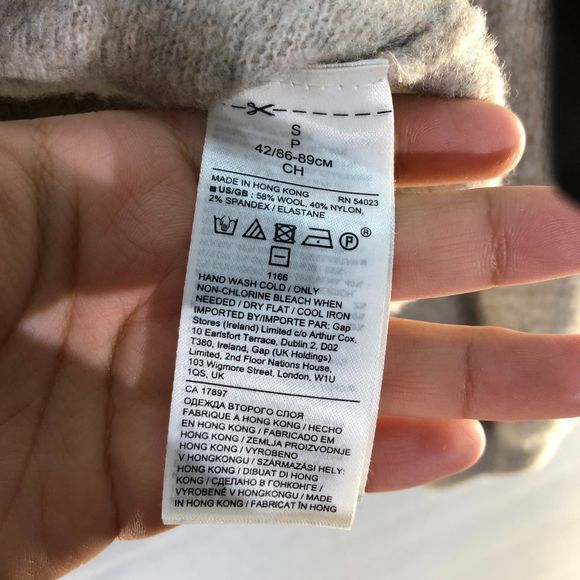 S
P
42/86-89CM
CH
MADE IN HONG KONG RN 54023
■ US/GB : 58% WOOL, 40% NYLON,
2% SPANDEX / ELASTANE
P ®
1166
HAND WASH COLD / ONLY
NON-CHLORINE BLEACH WHEN
NEEDED / DRY FLAT / COOL IRON
IMPORTED BY/IMPORTE PAR: Gap
Stores (Ireland) Limited c/o Arthur Cox,
10 Earlsfort Terrace, Dublin 2, D02
T380, Ireland, Gap (UK Holdings)
Limited, 2nd Floor Nations House,
103 Wigmore Street, London, W1U
1QS, UK
CA 17897
ОДЕЖДА ВТОРОГО СЛОЯ
FABRIQUE A HONG KONG / HECHO
EN HONG KONG / FABRICADO EM
HONG KONG / ZEMLJA PROIZVODNJE
HONG KONG / VYROBENO
V HONGKONGU / SZÁRMAZÁSI HELY:
HONG KONG / DIBUAT DI HONG
KONG / СДЕЛАНО В ГОНКОНГЕ /
VYROBENÉ V HONGKONGU / MADE
IN HONG KONG / FABRICAT ÎN HONG